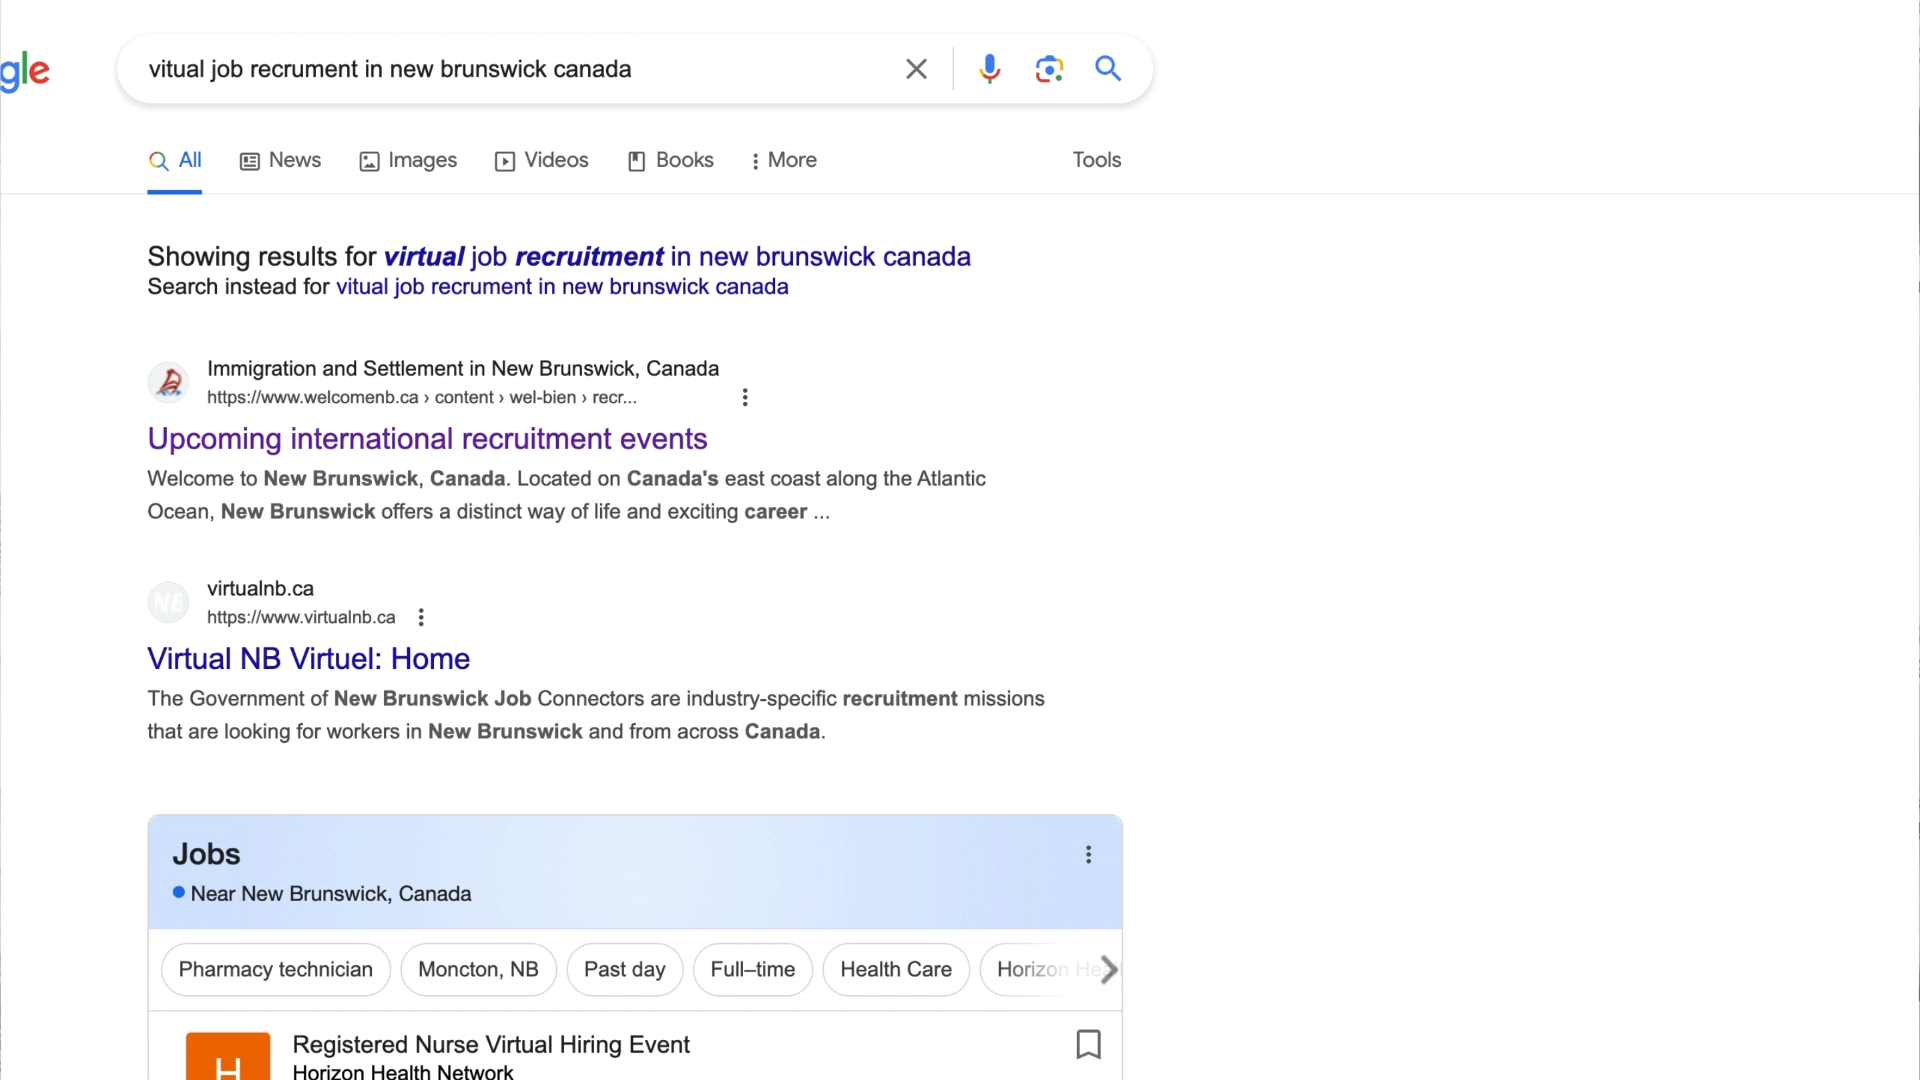 gle
vitual job recrument in new brunswick canada
All News Images Videos Books More Tools
Showing results for virtual job recruitment in new brunswick canada
Search instead for vitual job recrument in new brunswick canada
Immigration and Settlement in New Brunswick, Canada
https://www.welcomenb.ca › content › wel-bien › recr...
Upcoming international recruitment events
Welcome to New Brunswick, Canada. Located on Canada's east coast along the Atlantic
Ocean, New Brunswick offers a distinct way of life and exciting career ...
NB
virtualnb.ca
https://www.virtualnb.ca
Virtual NB Virtuel: Home
The Government of New Brunswick Job Connectors are industry-specific recruitment missions
that are looking for workers in New Brunswick and from across Canada.
Jobs
Near New Brunswick, Canada
Pharmacy technician Moncton, NB Past day Full–time Health Care Horizon Heal
H
Registered Nurse Virtual Hiring Event
Horizon Health Network